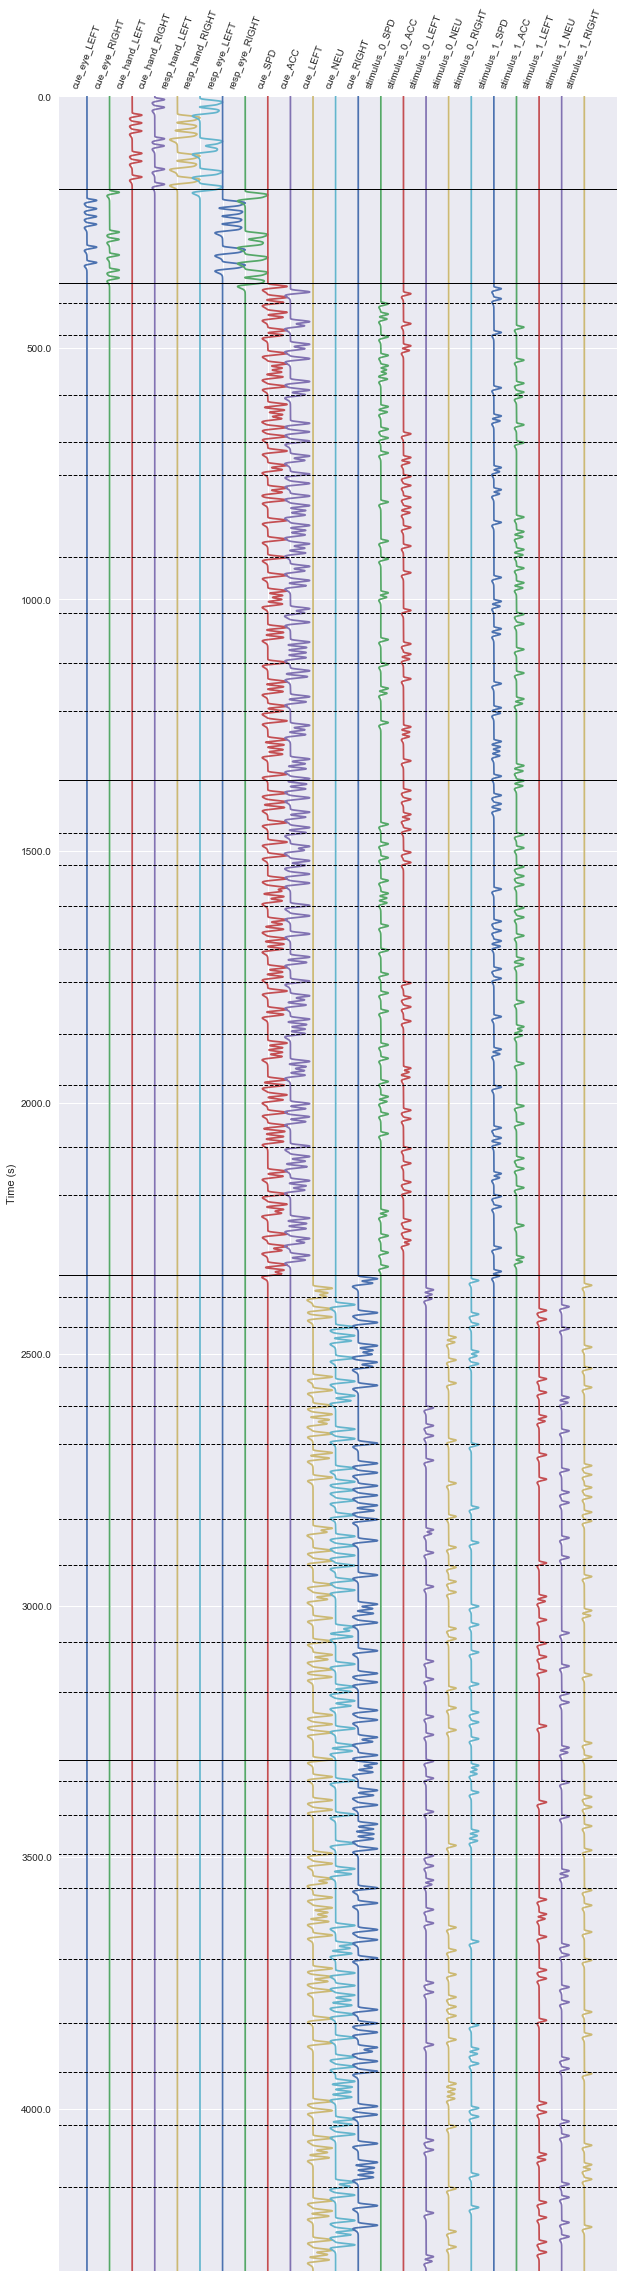 cue_eye_LEFT
cue_eye_RIGHT
cue_hand_LEFT
cue_hand_RIGHT
resp_hand_LEFT
resp_hand_RIGHT
resp_eye_LEFT
resp_eye_RIGHT
cue_SPD
cue_ACC
cue_LEFT
cue_NEU
cue_RIGHT
stimulus_0_SPD
stimulus_0_ACC
stimulus_0_LEFT
stimulus_0_NEU
stimulus_0_RIGHT
stimulus_1_SPD
stimulus_1_ACC
stimulus_1_LEFT
stimulus_1_NEU
stimulus_1_RIGHT
0.0
500.0
1000.0
1500.0
2000.0
Time (s)
2500.0
3000.0
3500.0
4000.0